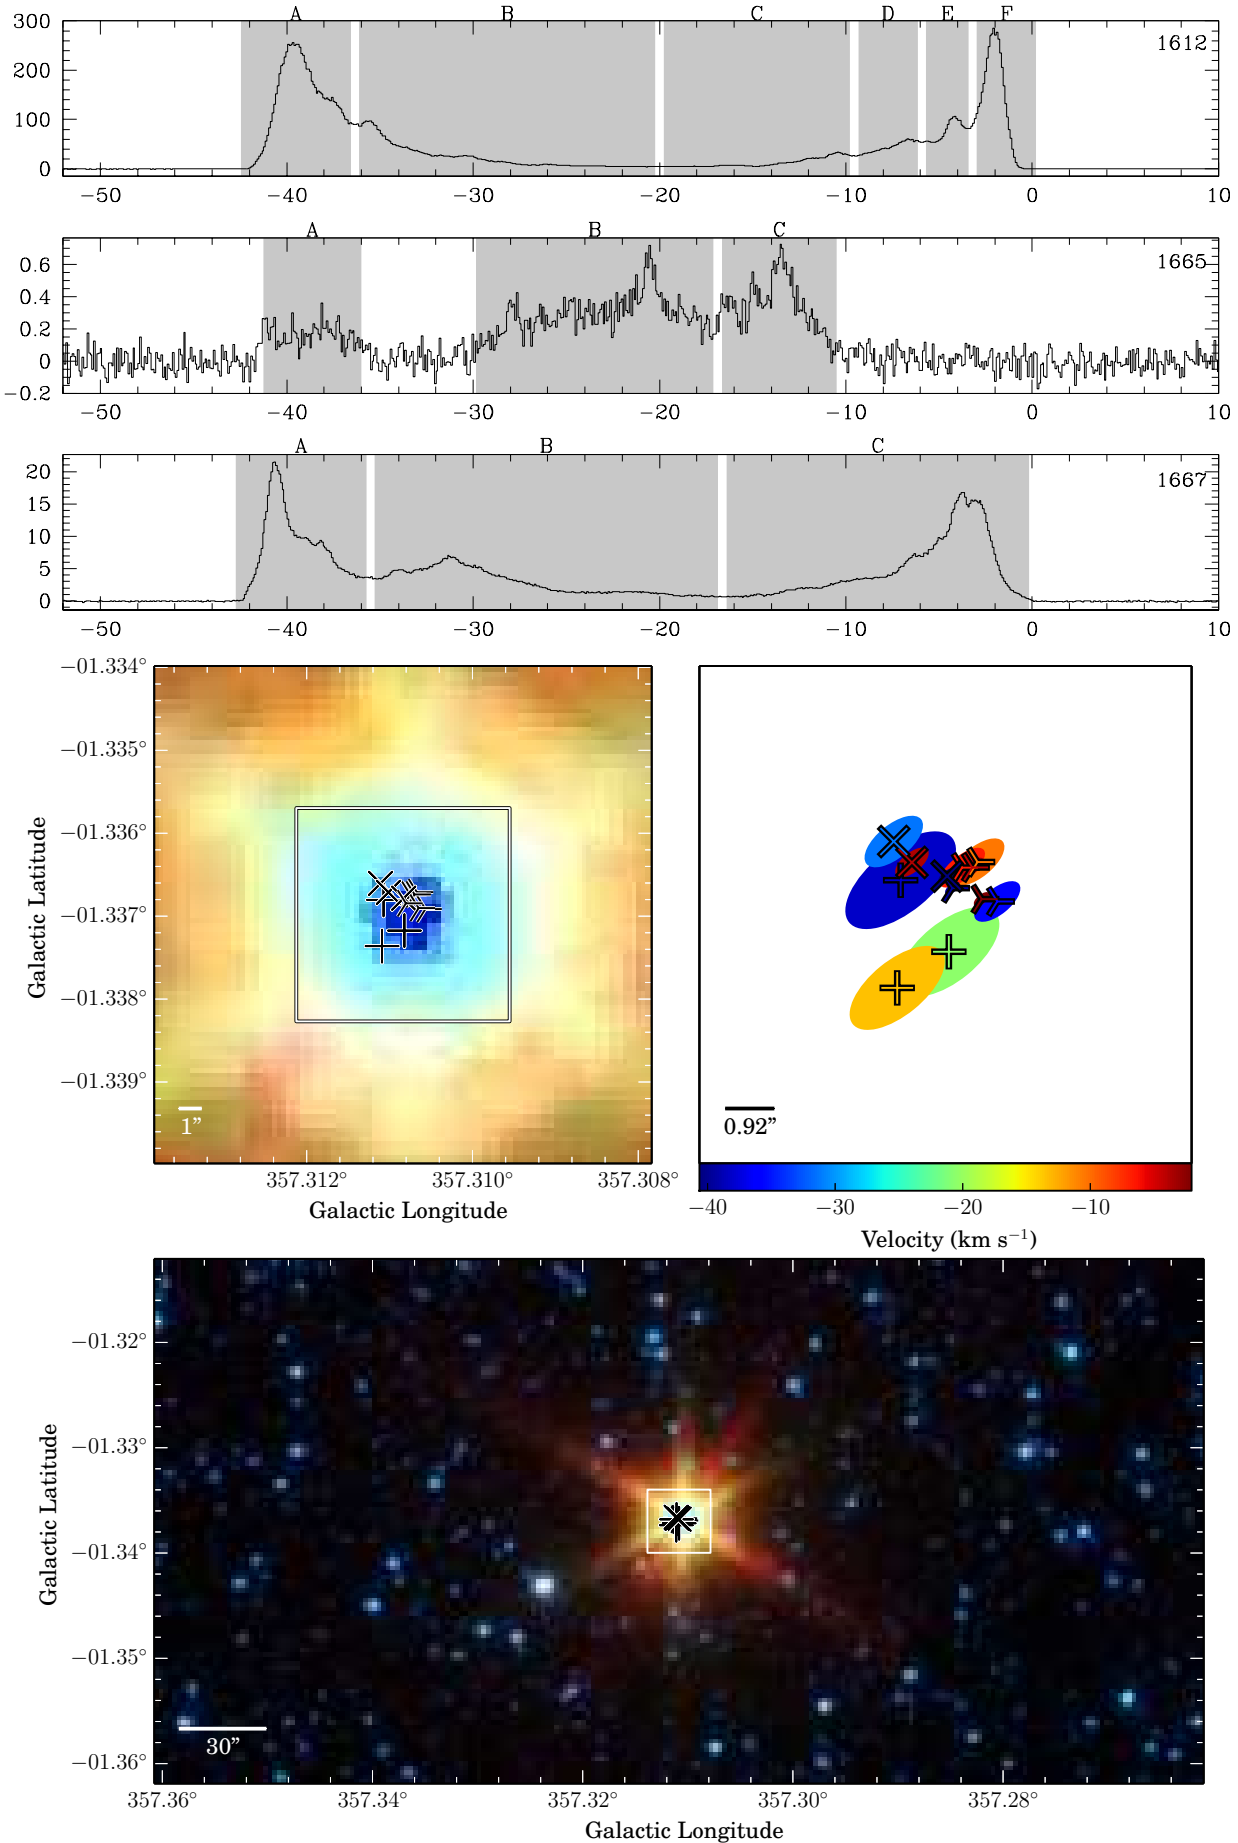 A B C D E F
300
200
100
0
1612
−50 −40 −30 −20 −10 0 10
A B C
0.6
0.4
0.2
0
−0.2
1665
−50 −40 −30 −20 −10 0 10
A B C
20
15
10
5
0
1667
−50 −40 −30 −20 −10 0 10
−01.334°
−01.335°
−01.336°
−01.337°
−01.338°
−01.339°
Galactic Latitude
1”
357.312° 357.310° 357.308°
Galactic Longitude
0.92”
−40 −30 −20 −10
Velocity (km s⁻¹)
−01.32°
−01.33°
−01.34°
−01.35°
−01.36°
Galactic Latitude
30”
357.36° 357.34° 357.32° 357.30° 357.28°
Galactic Longitude